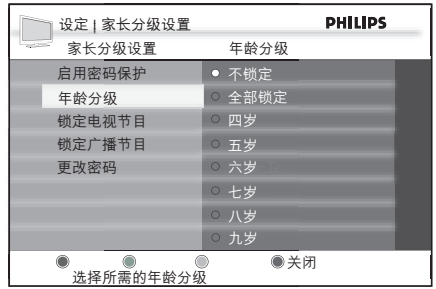 设定 | 家长分级设置 PHILIPS
家长分级设置 年龄分级
启用密码保护 不锁定
年龄分级 全部锁定
锁定电视节目 四岁
锁定广播节目 五岁
更改密码 六岁
七岁
八岁
九岁
关闭
选择所需的年龄分级